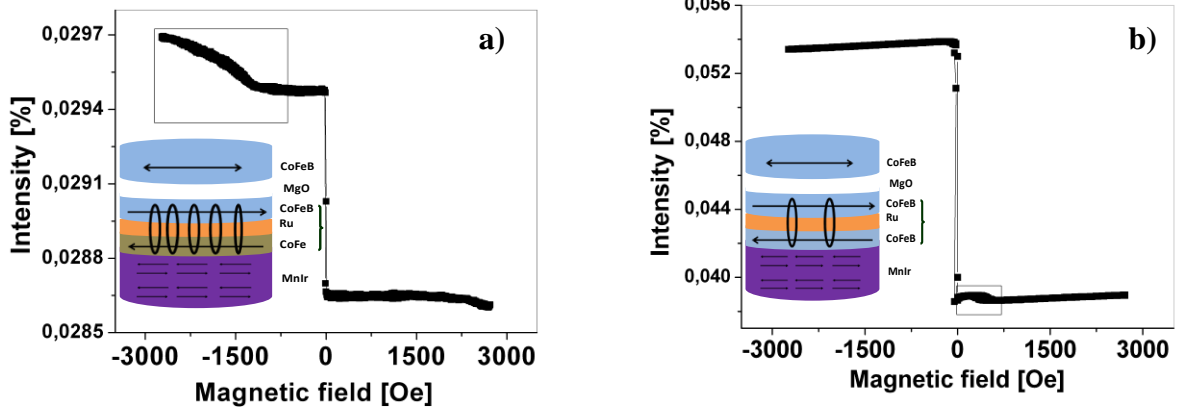 a)
0,0297
0,0294
0,0291
0,0288
0,0285
Intensity [%]
CoFeB
MgO
CoFeB
Ru
CoFe
MnIr
-3000 -1500 0 1500 3000
Magnetic field [Oe]
b)
0,056
0,052
0,048
0,044
0,040
Intensity [%]
CoFeB
MgO
CoFeB
Ru
CoFeB
MnIr
-3000 -1500 0 1500 3000
Magnetic field [Oe]